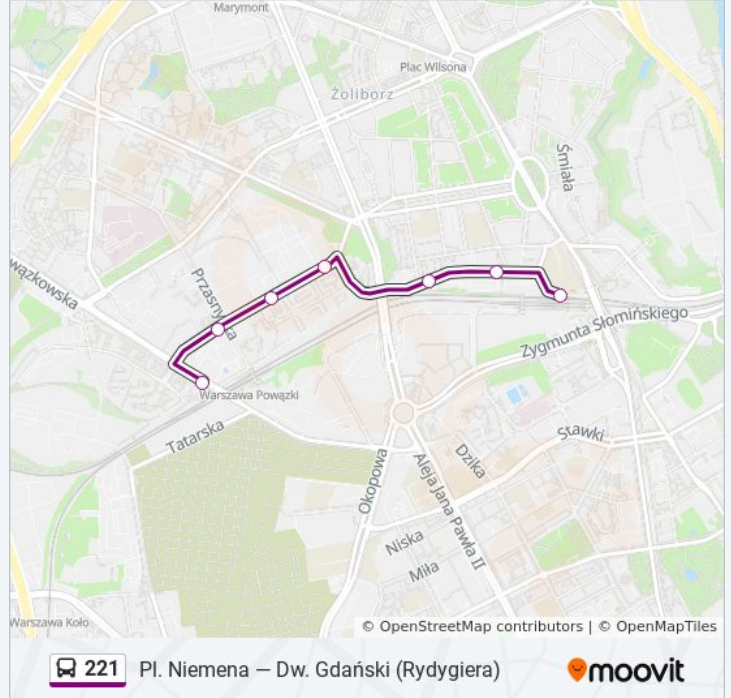 Marymont
Plac Wilsona
Żoliborz
Śmiała
wązkowska
Przasnyska
Zygmunta Słomińskiego
Warszawa Powązki
Tatarska
Stawki
Dzika
Okopowa
Aleja Jana Pawła II
Niska
Miła
Warszawa Koło
© OpenStreetMap contributors | © OpenMapTiles
221 Pl. Niemena — Dw. Gdański (Rydygiera)
moovit